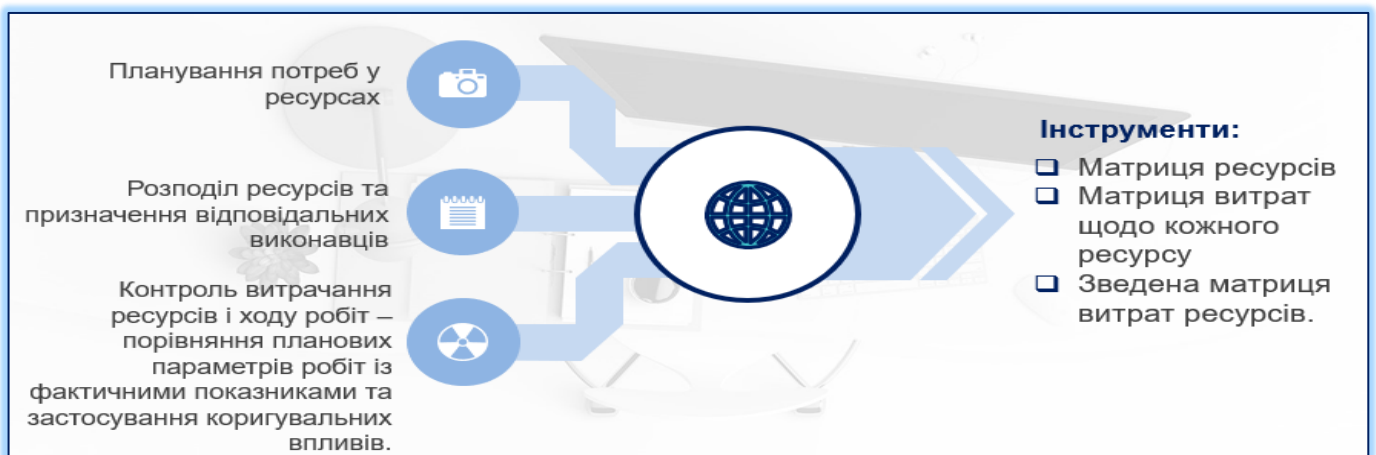 Планування потреб у
ресурсах
Розподіл ресурсів та
призначення відповідальних
виконавців
Контроль витрачання
ресурсів і ходу робіт –
порівняння планових
параметрів робіт із
фактичними показниками та
застосування коригувальних
впливів.
Інструменти:
❑ Матриця ресурсів
❑ Матриця витрат
щодо кожного
ресурсу
❑ Зведена матриця
витрат ресурсів.